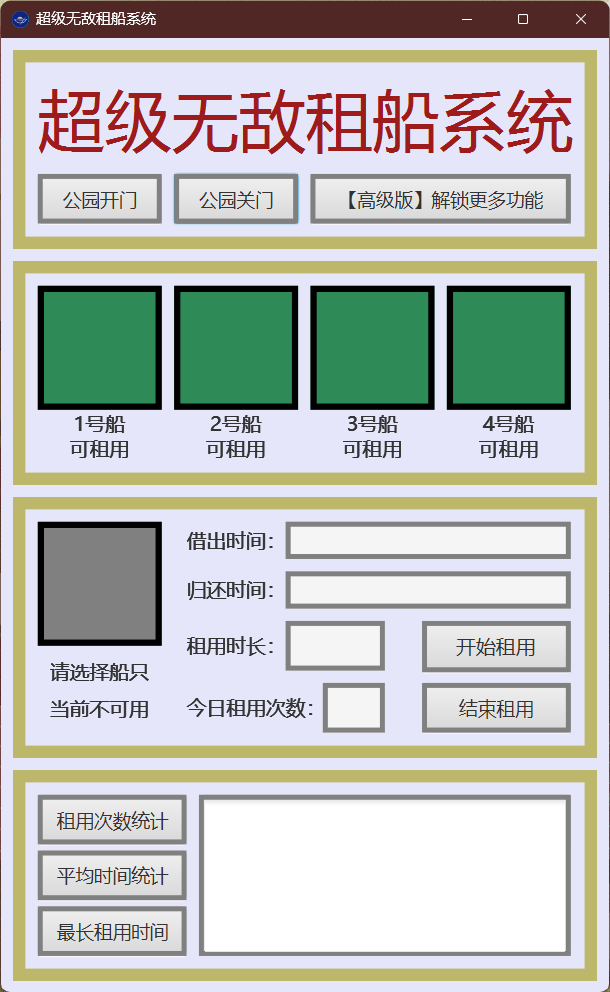 超级无敌租船系统
超级无敌租船系统
公园开门 公园关门 【高级版】解锁更多功能
1号船 2号船 3号船 4号船
可租用 可租用 可租用 可租用
借出时间：
归还时间：
租用时长： 开始租用
请选择船只
当前不可用 今日租用次数： 结束租用
租用次数统计
平均时间统计
最长租用时间